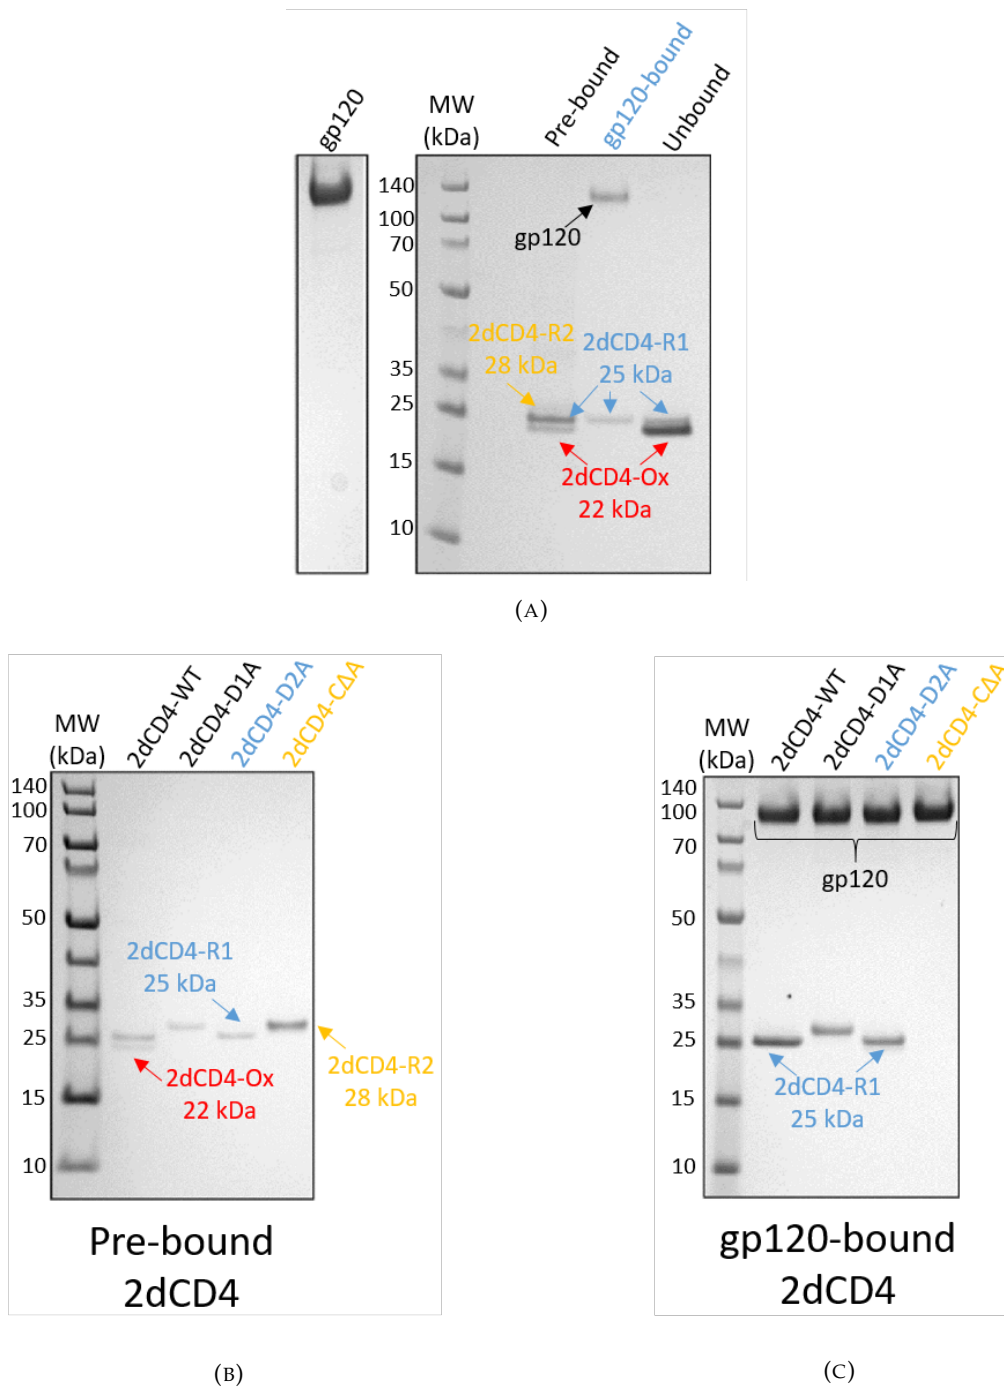 gp120
MW
(kDa)
Pre-bound
gp120-bound
Unbound
140
100
70
50
35
25
15
10
gp120
2dCD4-R2
28 kDa
2dCD4-R1
25 kDa
2dCD4-Ox
22 kDa
(A)
MW
(kDa)
2dCD4-WT
2dCD4-D1A
2dCD4-D2A
2dCD4-CΔA
140
100
70
50
35
25
15
10
2dCD4-R1
25 kDa
2dCD4-Ox
22 kDa
2dCD4-R2
28 kDa
Pre-bound
2dCD4
(B)
MW
(kDa)
2dCD4-WT
2dCD4-D1A
2dCD4-D2A
2dCD4-CΔA
140
100
70
50
35
25
15
10
gp120
2dCD4-R1
25 kDa
gp120-bound
2dCD4
(C)